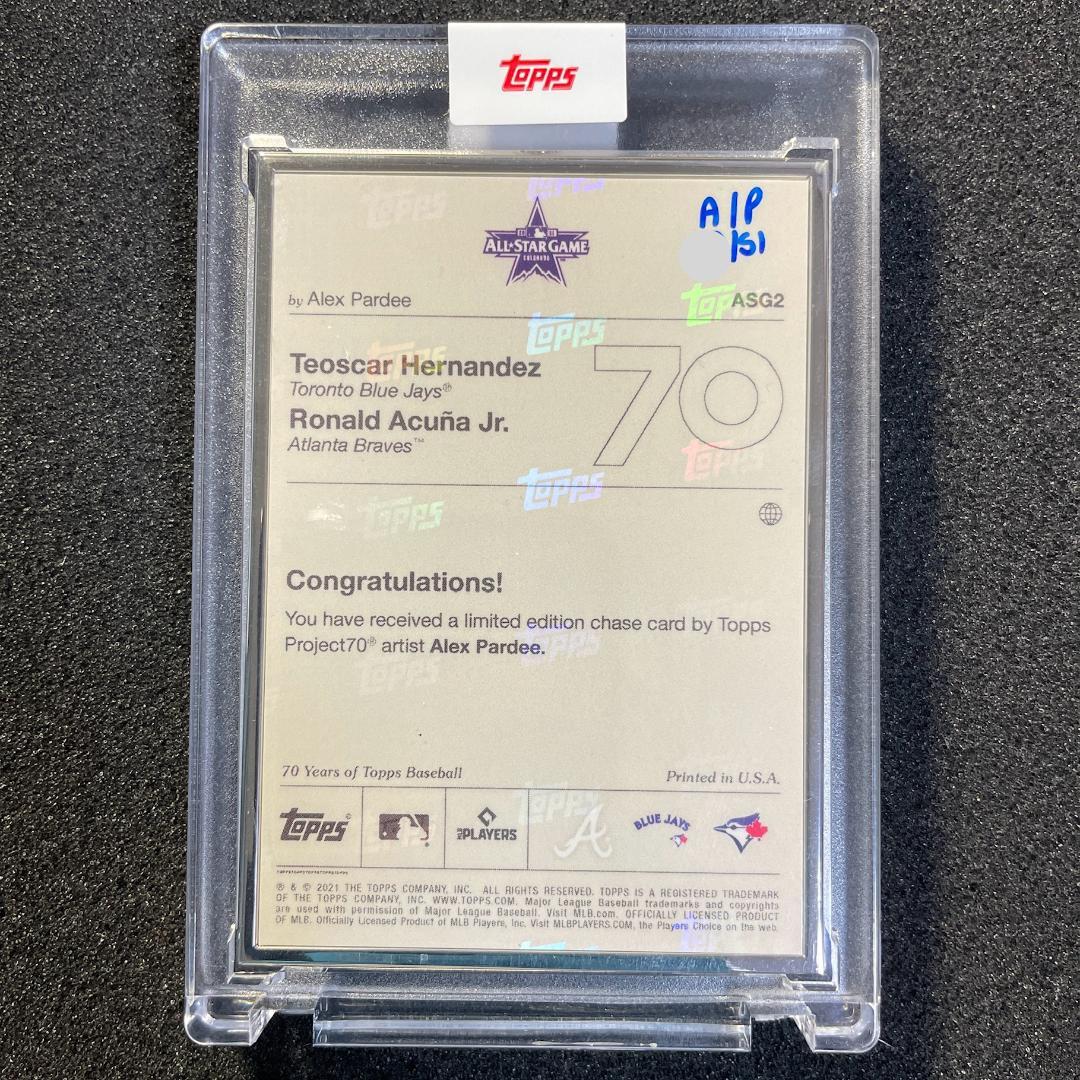 TOPPS
A/P
/51
ALL★STAR GAME
COLORADO
by Alex Pardee
ASG2
Teoscar Hernandez
Toronto Blue Jays®
Ronald Acuña Jr.
Atlanta Braves™
70
Congratulations!
You have received a limited edition chase card by Topps
Project70® artist Alex Pardee.
70 Years of Topps Baseball
Printed in U.S.A.
TOPPS®
PLAYERS
A
BLUE JAYS
® & © 2021 THE TOPPS COMPANY, INC. ALL RIGHTS RESERVED. TOPPS IS A REGISTERED TRADEMARK
OF THE TOPPS COMPANY, INC. WWW.TOPPS.COM. Major League Baseball trademarks and copyrights
are used with permission of Major League Baseball. Visit MLB.com. OFFICIALLY LICENSED PRODUCT
OF MLB. Officially Licensed Product of MLB Players, Inc. Visit MLBPLAYERS.COM, the Players Choice on the web.